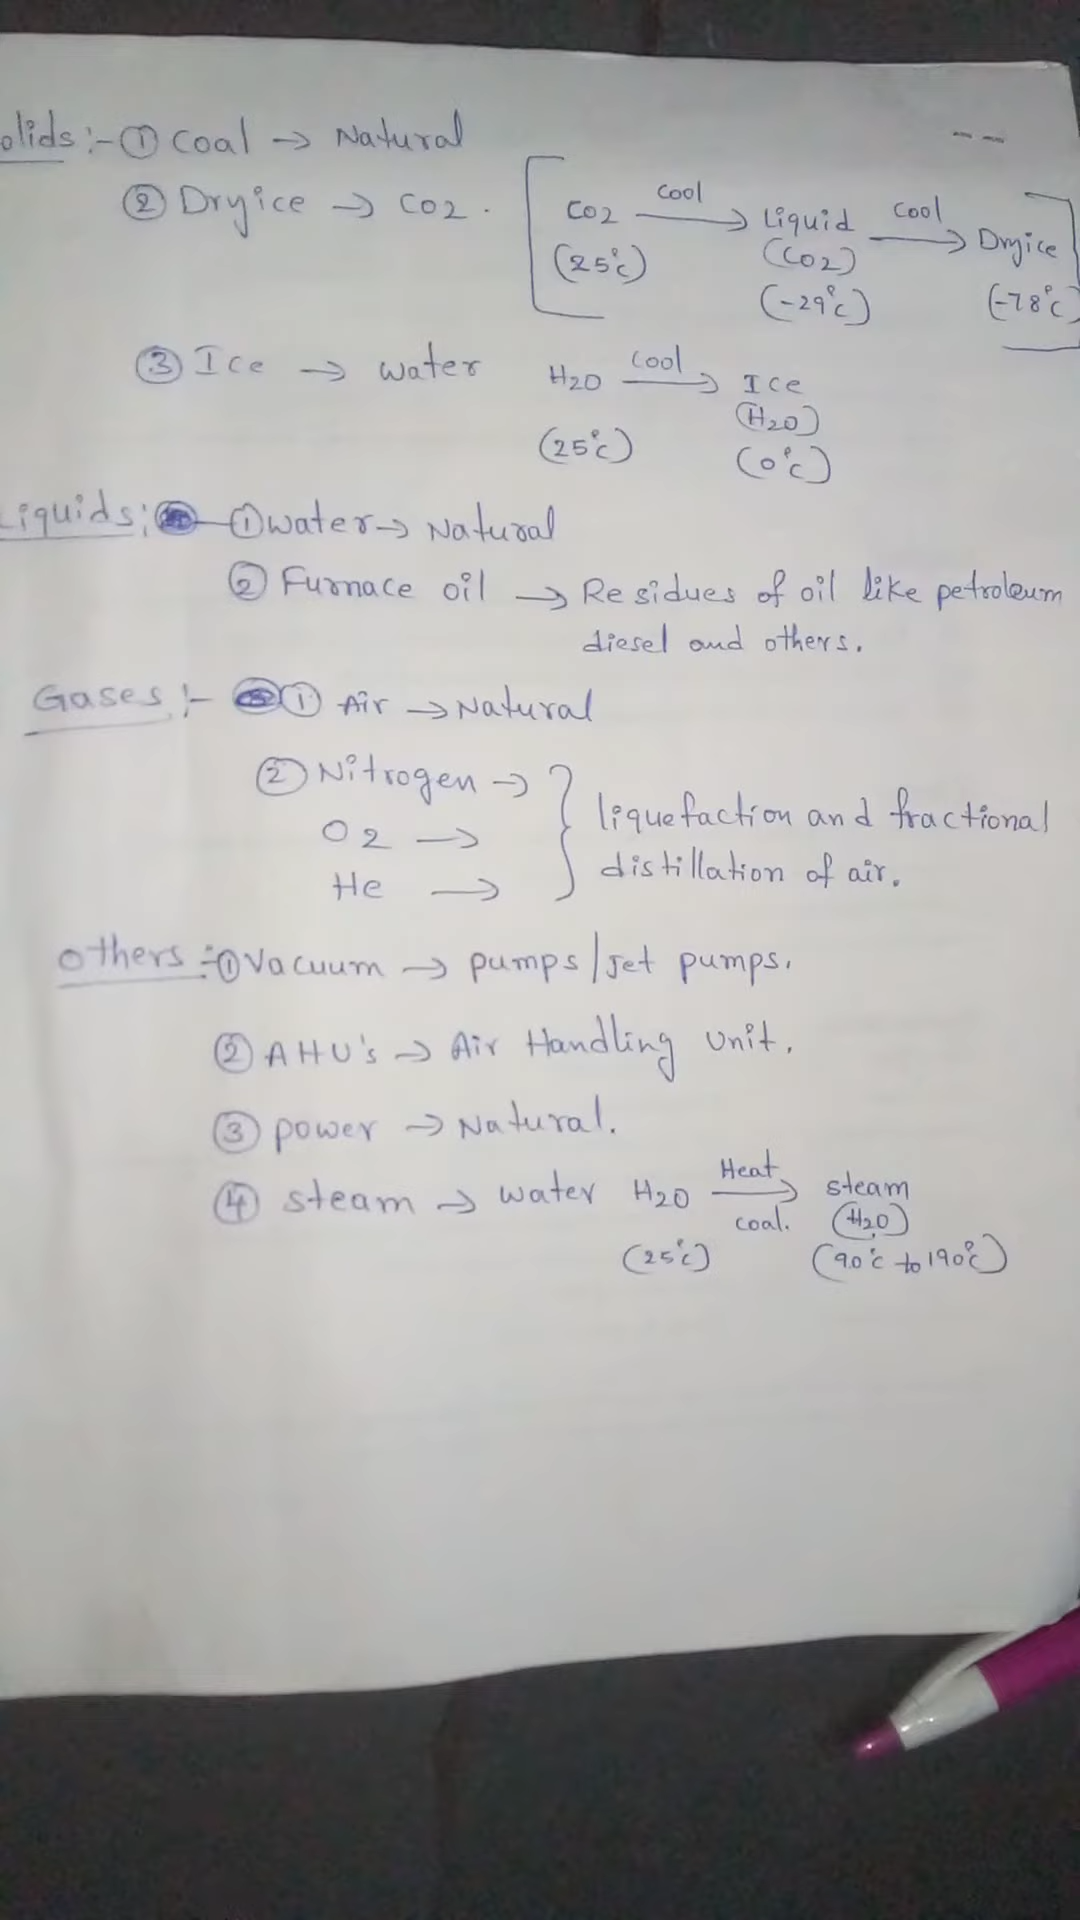 olids :- ① Coal → Natural
② Dryice → CO2. [CO2 (25°C) —Cool→ Liquid (CO2) (-29°C) —Cool→ Dryice (-78°C)]
③ Ice → water H2O (25°C) —Cool→ Ice (H2O) (0°C)
Liquids: ① Water → Natural
② Furnace oil → Residues of oil like petroleum
diesel and others.
Gases :- ① Air → Natural
② Nitrogen →
O2 →
He →
} liquefaction and fractional
distillation of air.
Others :- ① Vacuum → pumps/Jet pumps.
② AHU's → Air Handling Unit.
③ power → Natural.
④ steam → water H2O (25°C) —Heat coal.→ steam (H2O) (90°C to 190°C)